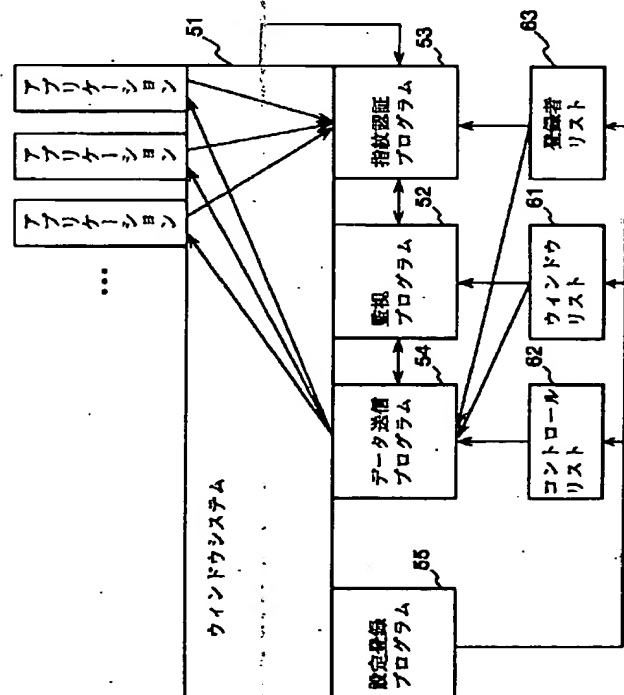 アプリケーション
アプリケーション
アプリケーション
...
51
ウィンドウシステム
指紋認証
プログラム
53
監視
プログラム
52
データ送信
プログラム
54
設定登録
プログラム
55
登録者
リスト
63
ウィンドウ
リスト
61
コントロール
リスト
62